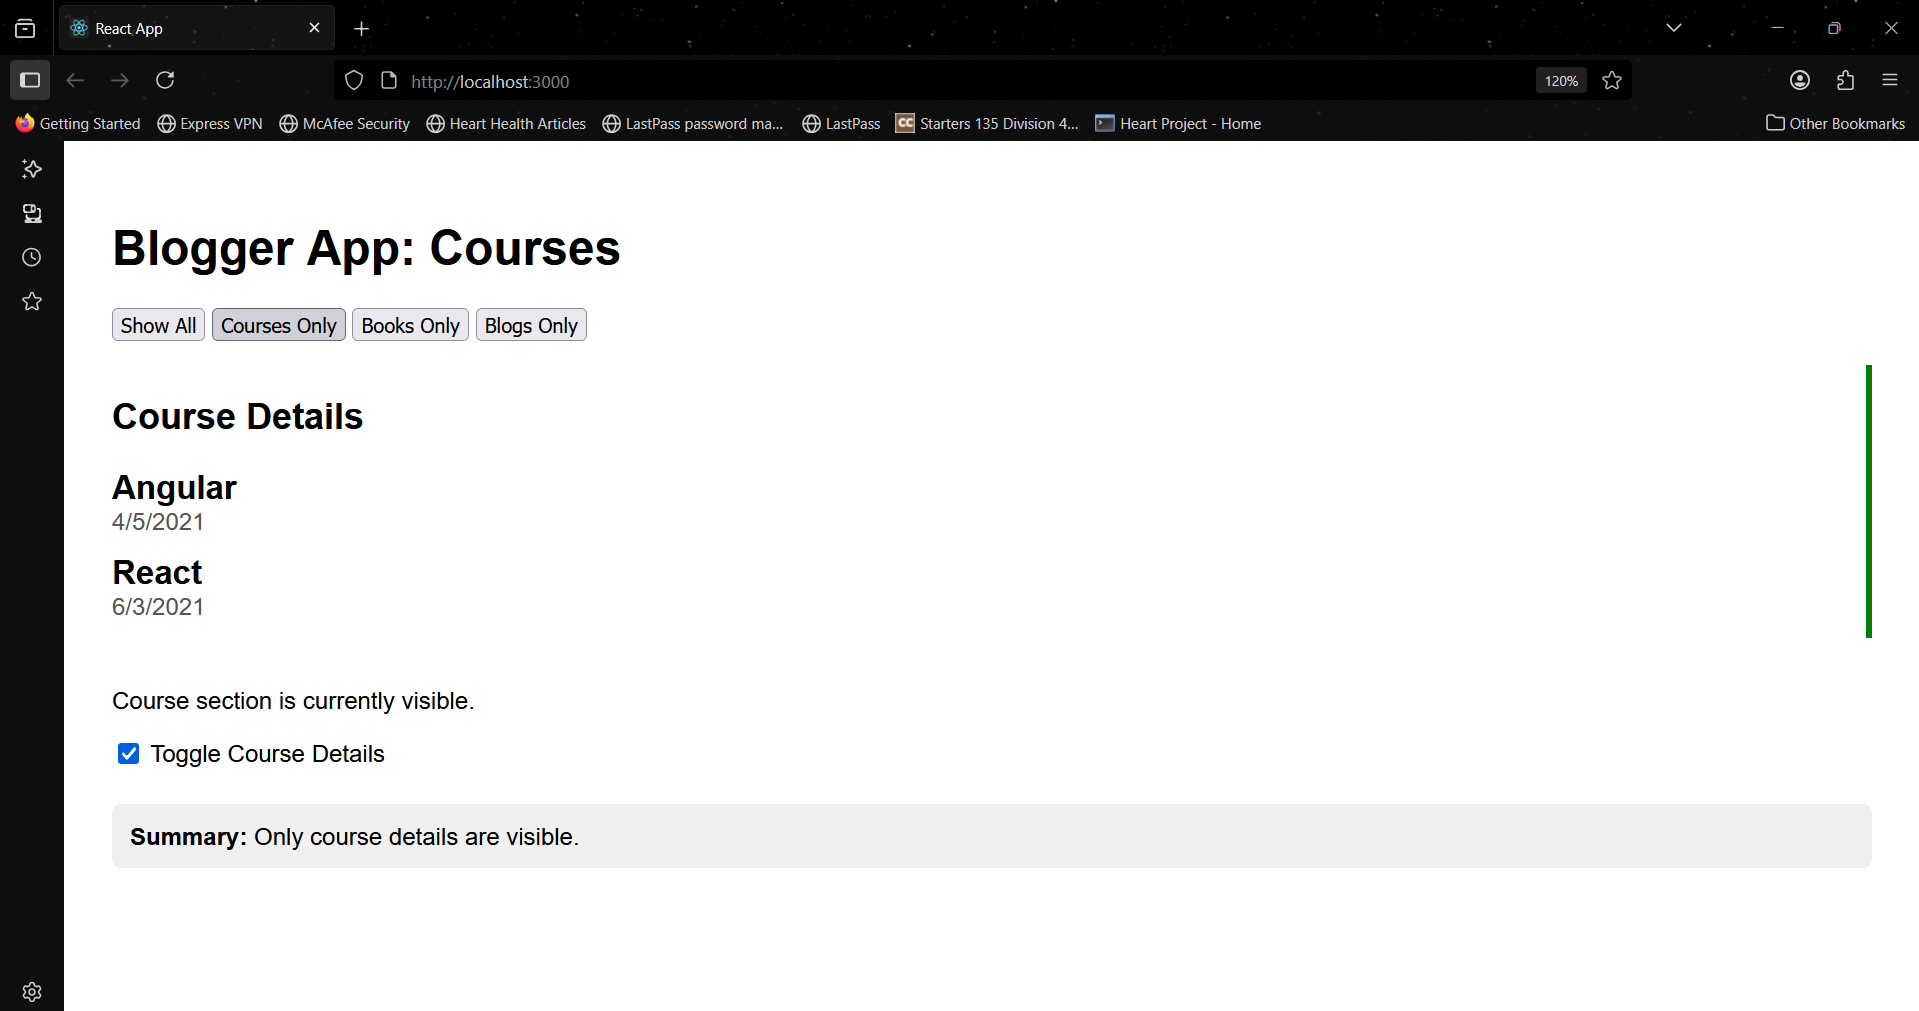 React App
http://localhost:3000
120%
Getting Started Express VPN McAfee Security Heart Health Articles LastPass password ma... LastPass CC Starters 135 Division 4... Heart Project - Home Other Bookmarks
Blogger App: Courses
Show All Courses Only Books Only Blogs Only
Course Details
Angular
4/5/2021
React
6/3/2021
Course section is currently visible.
Toggle Course Details
Summary: Only course details are visible.